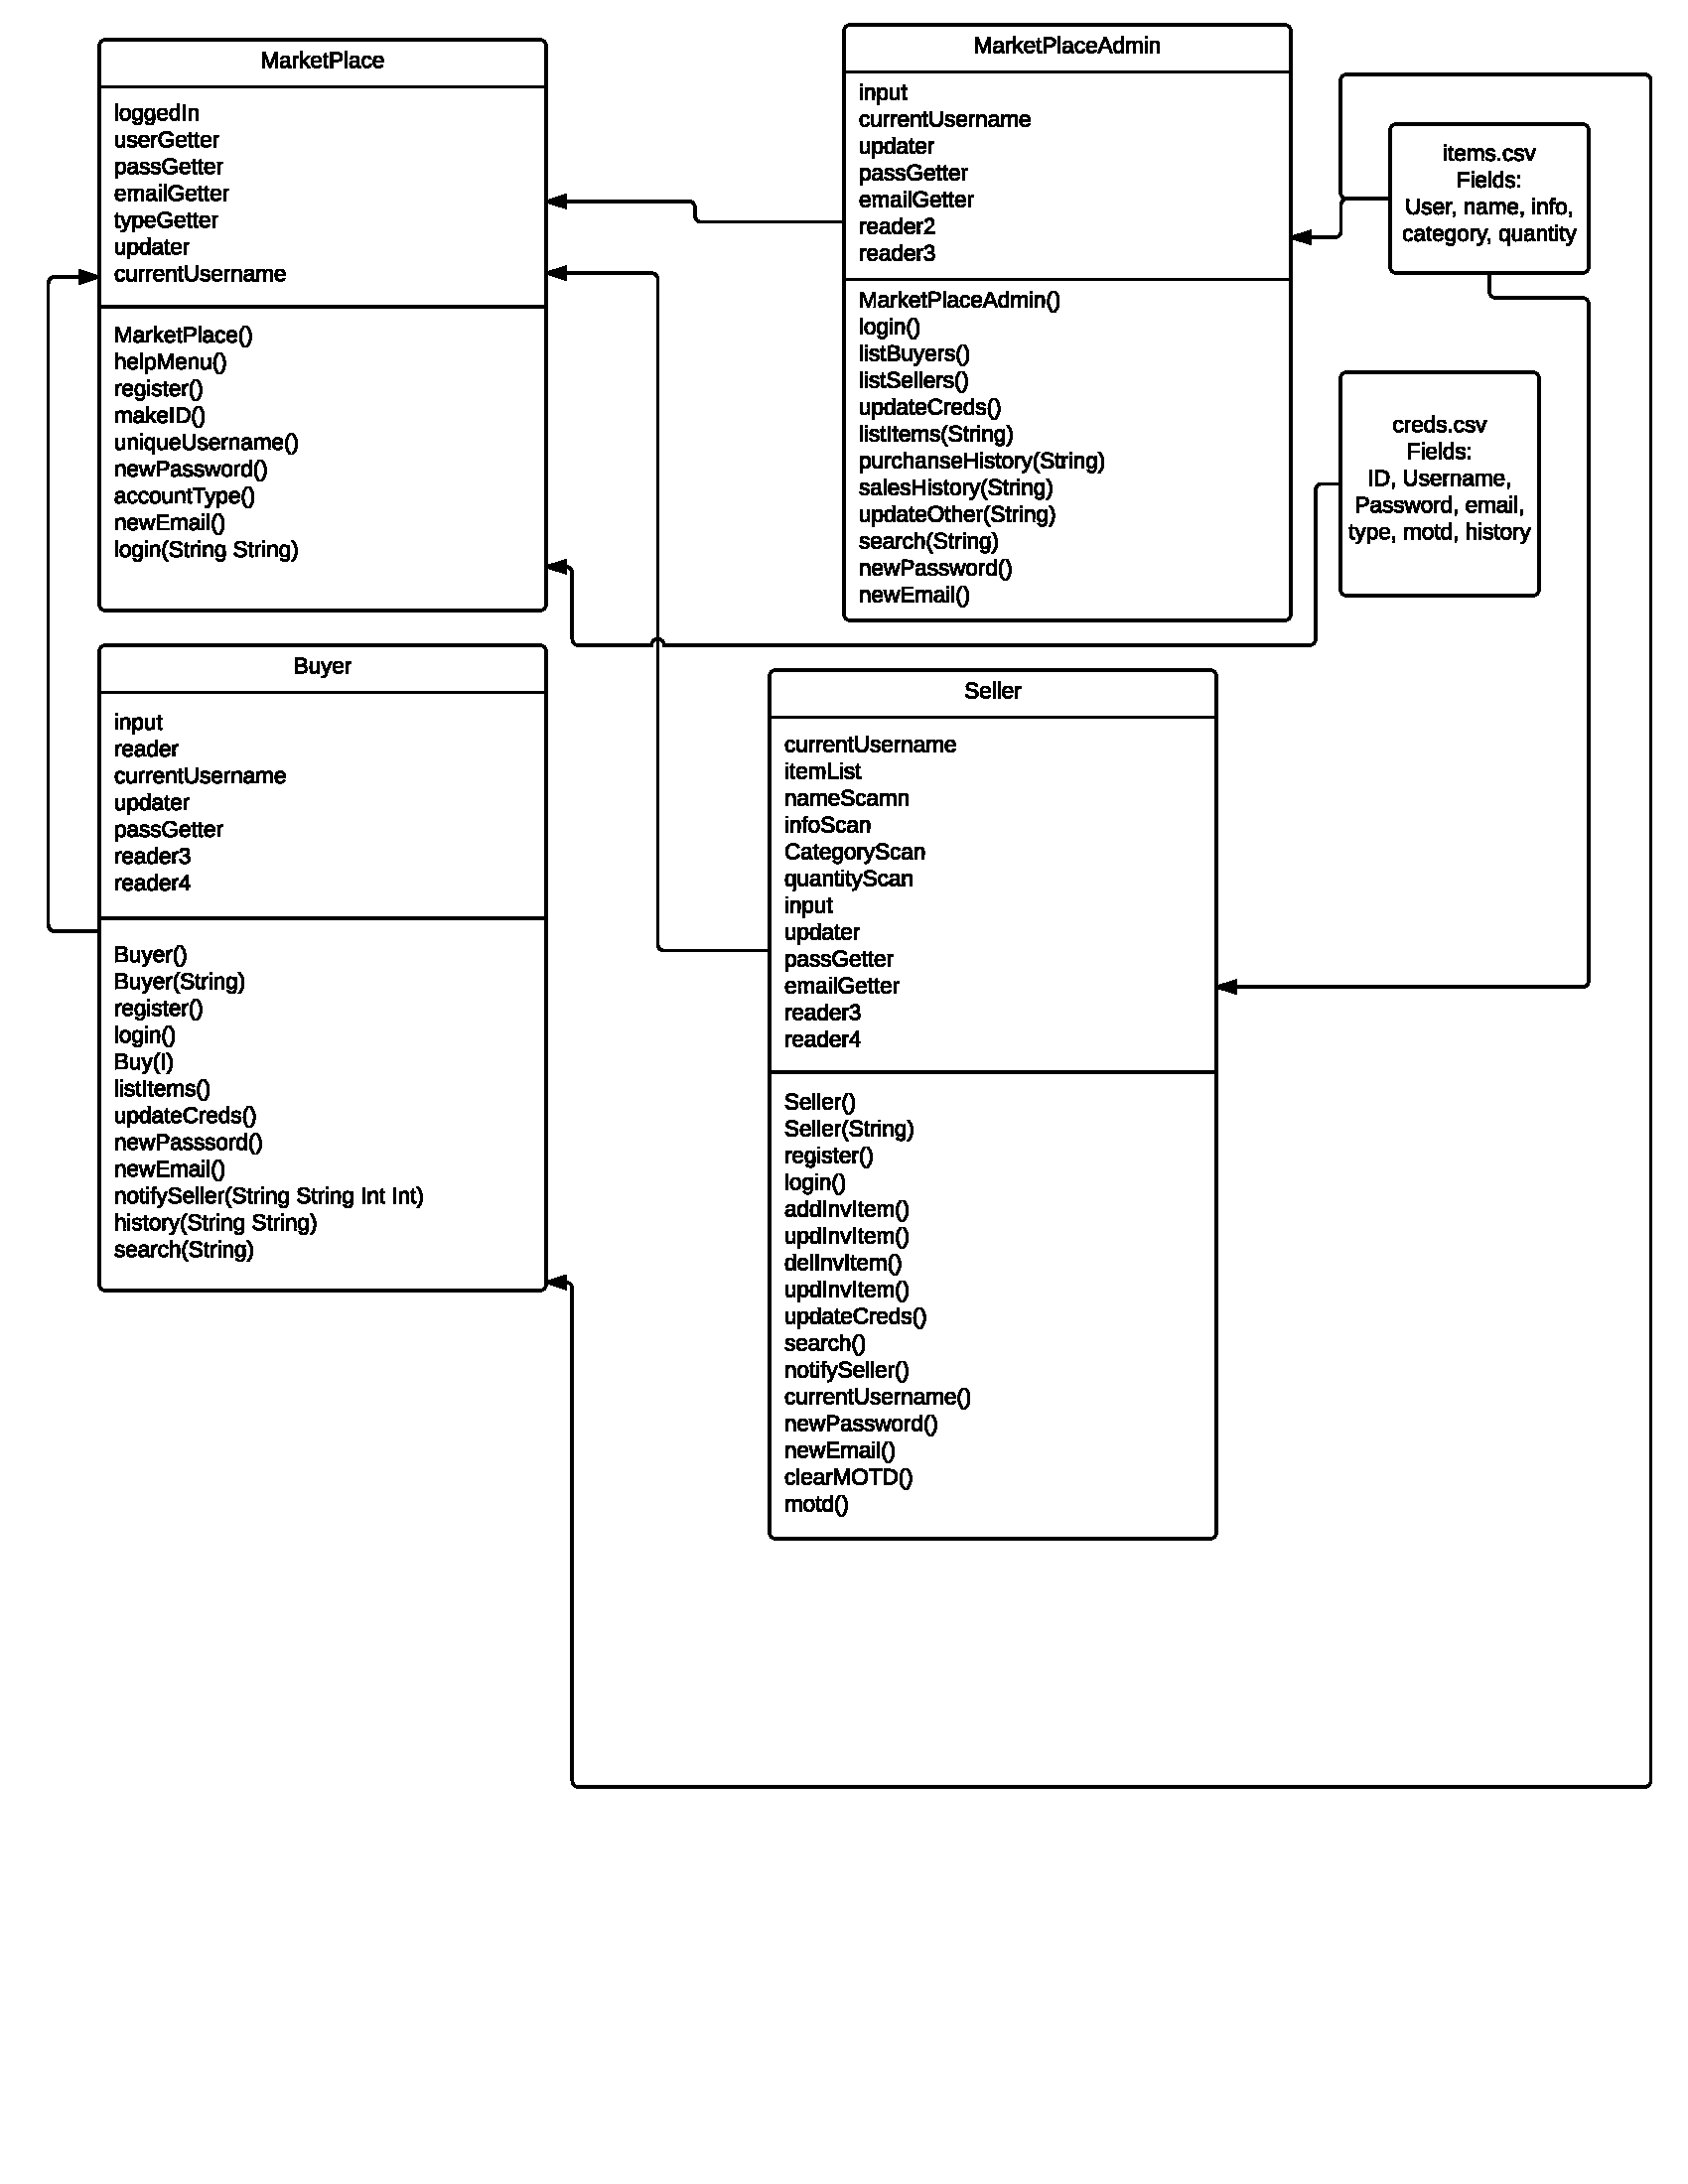 MarketPlace
loggedIn
userGetter
passGetter
emailGetter
typeGetter
updater
currentUsername
MarketPlace()
helpMenu()
register()
makeID()
uniqueUsername()
newPassword()
accountType()
newEmail()
login(String String)
MarketPlaceAdmin
input
currentUsername
updater
passGetter
emailGetter
reader2
reader3
MarketPlaceAdmin()
login()
listBuyers()
listSellers()
updateCreds()
listItems(String)
purchanseHistory(String)
salesHistory(String)
updateOther(String)
search(String)
newPassword()
newEmail()
items.csv
Fields:
User, name, info,
category, quantity
creds.csv
Fields:
ID, Username,
Password, email,
type, motd, history
Buyer
input
reader
currentUsername
updater
passGetter
reader3
reader4
Buyer()
Buyer(String)
register()
login()
Buy(I)
listItems()
updateCreds()
newPasssord()
newEmail()
notifySeller(String String Int Int)
history(String String)
search(String)
Seller
currentUsername
itemList
nameScamn
infoScan
CategoryScan
quantityScan
input
updater
passGetter
emailGetter
reader3
reader4
Seller()
Seller(String)
register()
login()
addInvItem()
updInvItem()
delInvItem()
updInvItem()
updateCreds()
search()
notifySeller()
currentUsername()
newPassword()
newEmail()
clearMOTD()
motd()